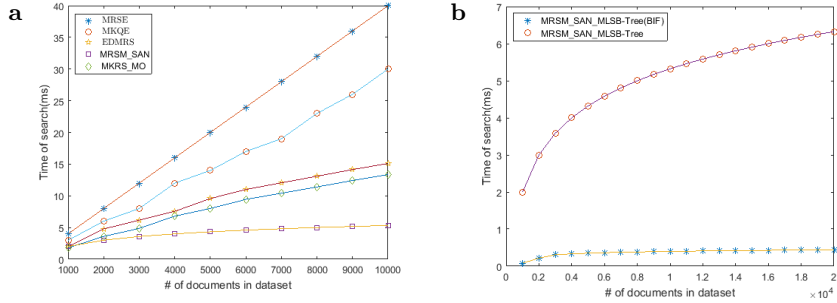 a
MRSE
MKQE
EDMRS
MRSM_SAN
MKRS_MO
40
35
30
25
20
15
10
5
0
Time of search(ms)
1000 2000 3000 4000 5000 6000 7000 8000 9000 10000
# of documents in dataset
b
MRSM_SAN_MLSB-Tree(BIF)
MRSM_SAN_MLSB-Tree
7
6
5
4
3
2
1
0
Time of search(ms)
0 0.2 0.4 0.6 0.8 1 1.2 1.4 1.6 1.8 2
× 10⁴
# of documents in dataset